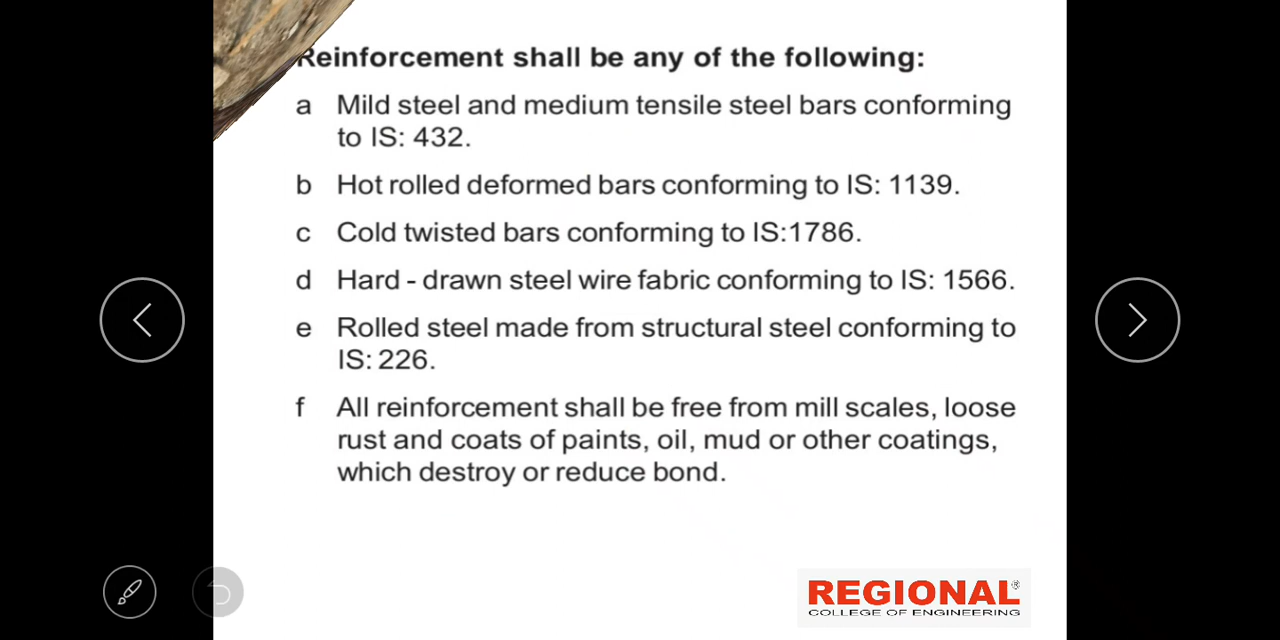 Reinforcement shall be any of the following:
a Mild steel and medium tensile steel bars conforming
to IS: 432.
b Hot rolled deformed bars conforming to IS: 1139.
c Cold twisted bars conforming to IS:1786.
d Hard - drawn steel wire fabric conforming to IS: 1566.
e Rolled steel made from structural steel conforming to
IS: 226.
f All reinforcement shall be free from mill scales, loose
rust and coats of paints, oil, mud or other coatings,
which destroy or reduce bond.
REGIONAL®
COLLEGE OF ENGINEERING